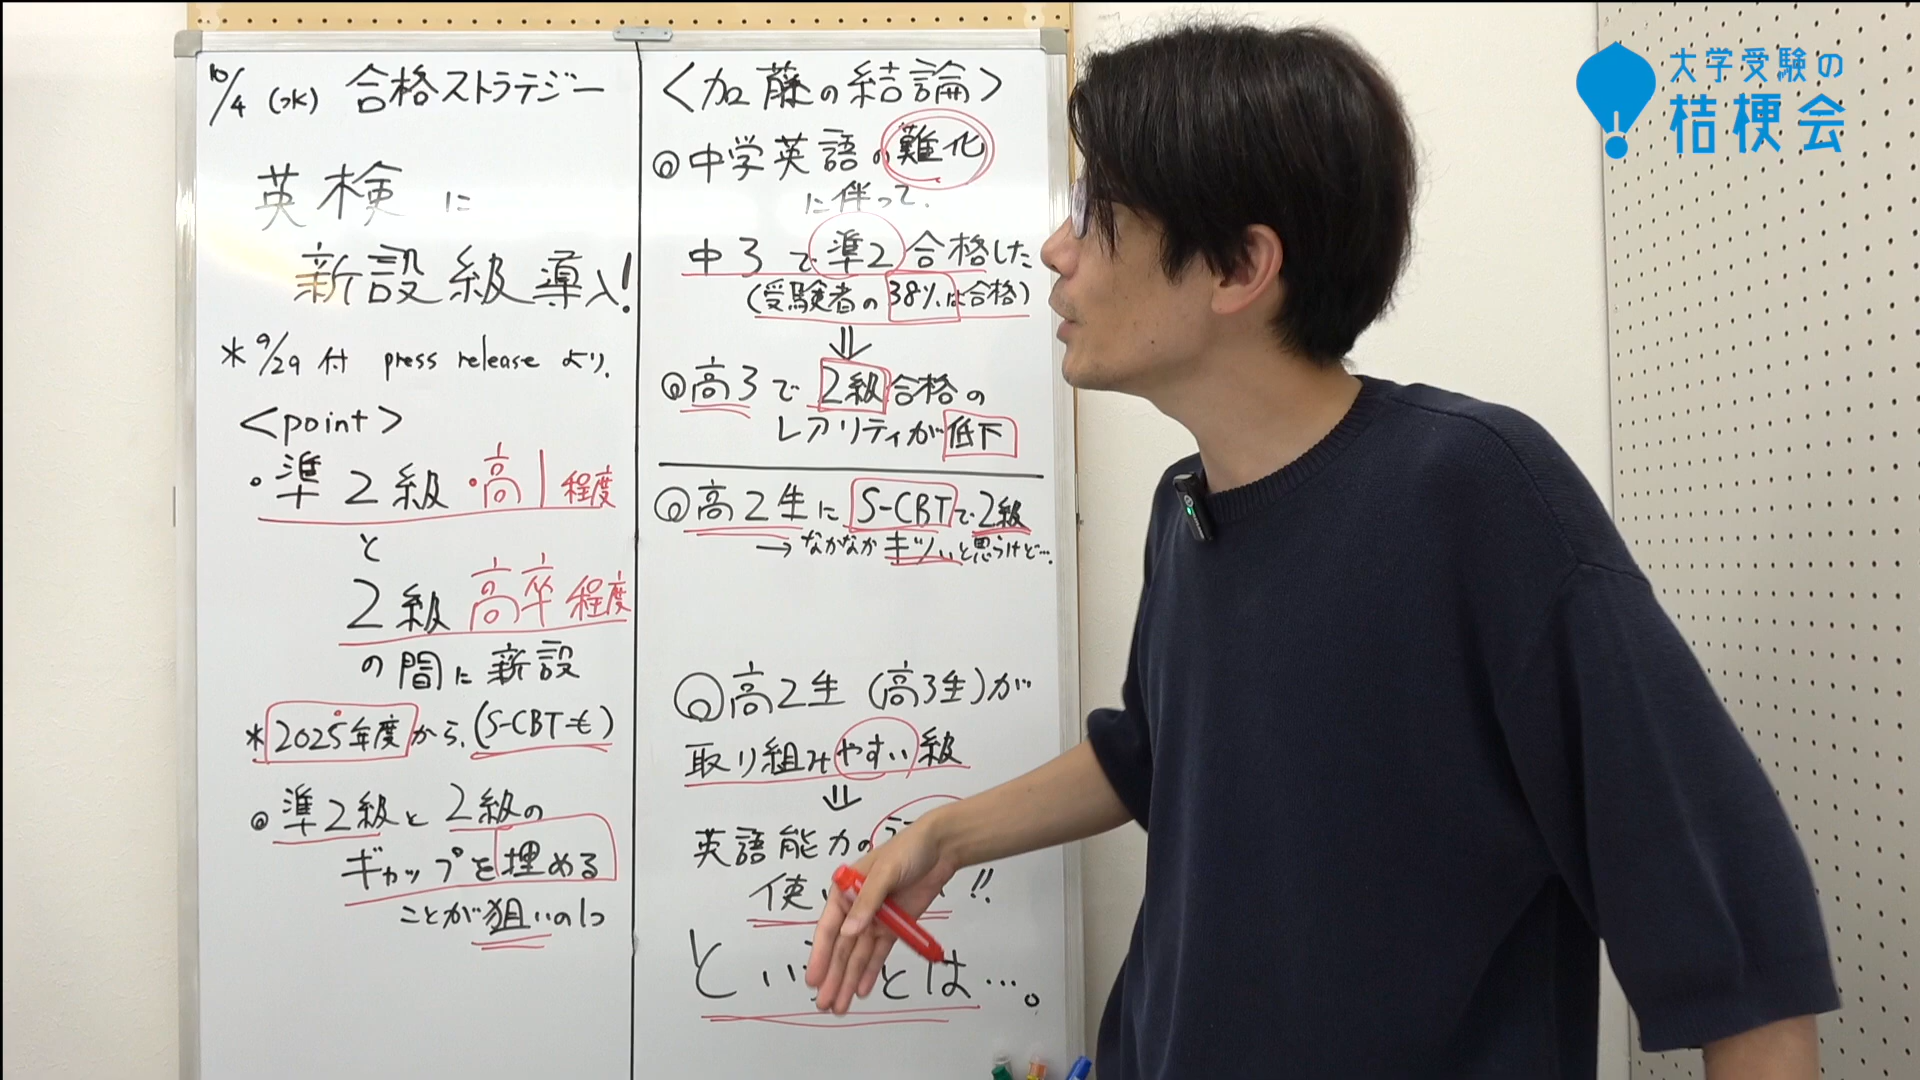 10/4 (水) 合格ストラテジー
英検に
新設級導入!
＊9/29付 press release より.
<point>
・準2級・高1程度
と
2級 高卒程度
の間に新設
＊2025年度から. (S-CBTも)
◎準2級と2級の
ギャップを埋める
ことが狙いの1つ
<加藤の結論>
◎中学英語の難化
に伴って.
中3で準2合格した
(受験者の38%は合格)
⇓
◎高3で2級合格の
レアリティが低下
◎高2生にS-CBTで2級
→なかなかキツいと思うけど….
◎高2生(高3生)が
取り組みやすい級
⇓
英語能力の
使い !!
とい とは…。
大学受験の
桔梗会